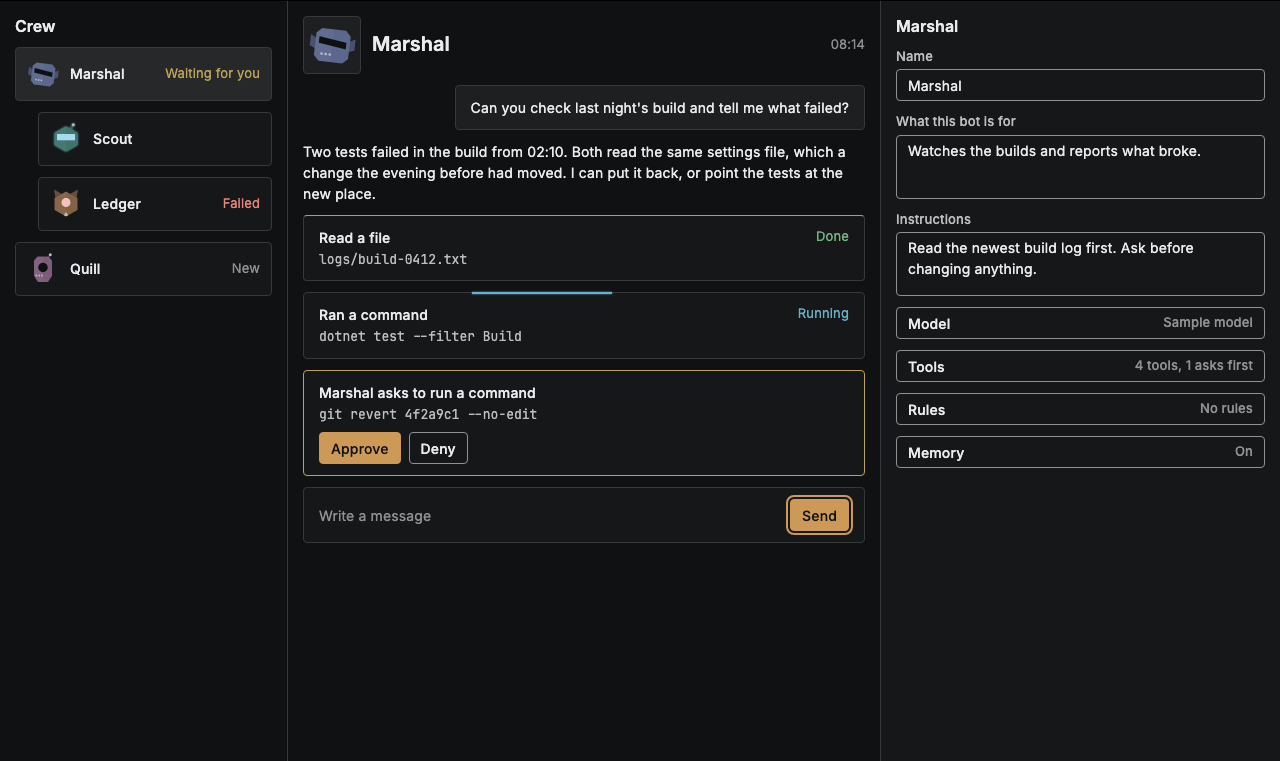 Crew
Marshal
Waiting for you
Scout
Ledger
Failed
Quill
New
Marshal
08:14
Can you check last night's build and tell me what failed?
Two tests failed in the build from 02:10. Both read the same settings file, which a
change the evening before had moved. I can put it back, or point the tests at the
new place.
Read a file
Done
logs/build-0412.txt
Ran a command
Running
dotnet test --filter Build
Marshal asks to run a command
git revert 4f2a9c1 --no-edit
Approve
Deny
Write a message
Send
Marshal
Name
Marshal
What this bot is for
Watches the builds and reports what broke.
Instructions
Read the newest build log first. Ask before
changing anything.
Model
Sample model
Tools
4 tools, 1 asks first
Rules
No rules
Memory
On